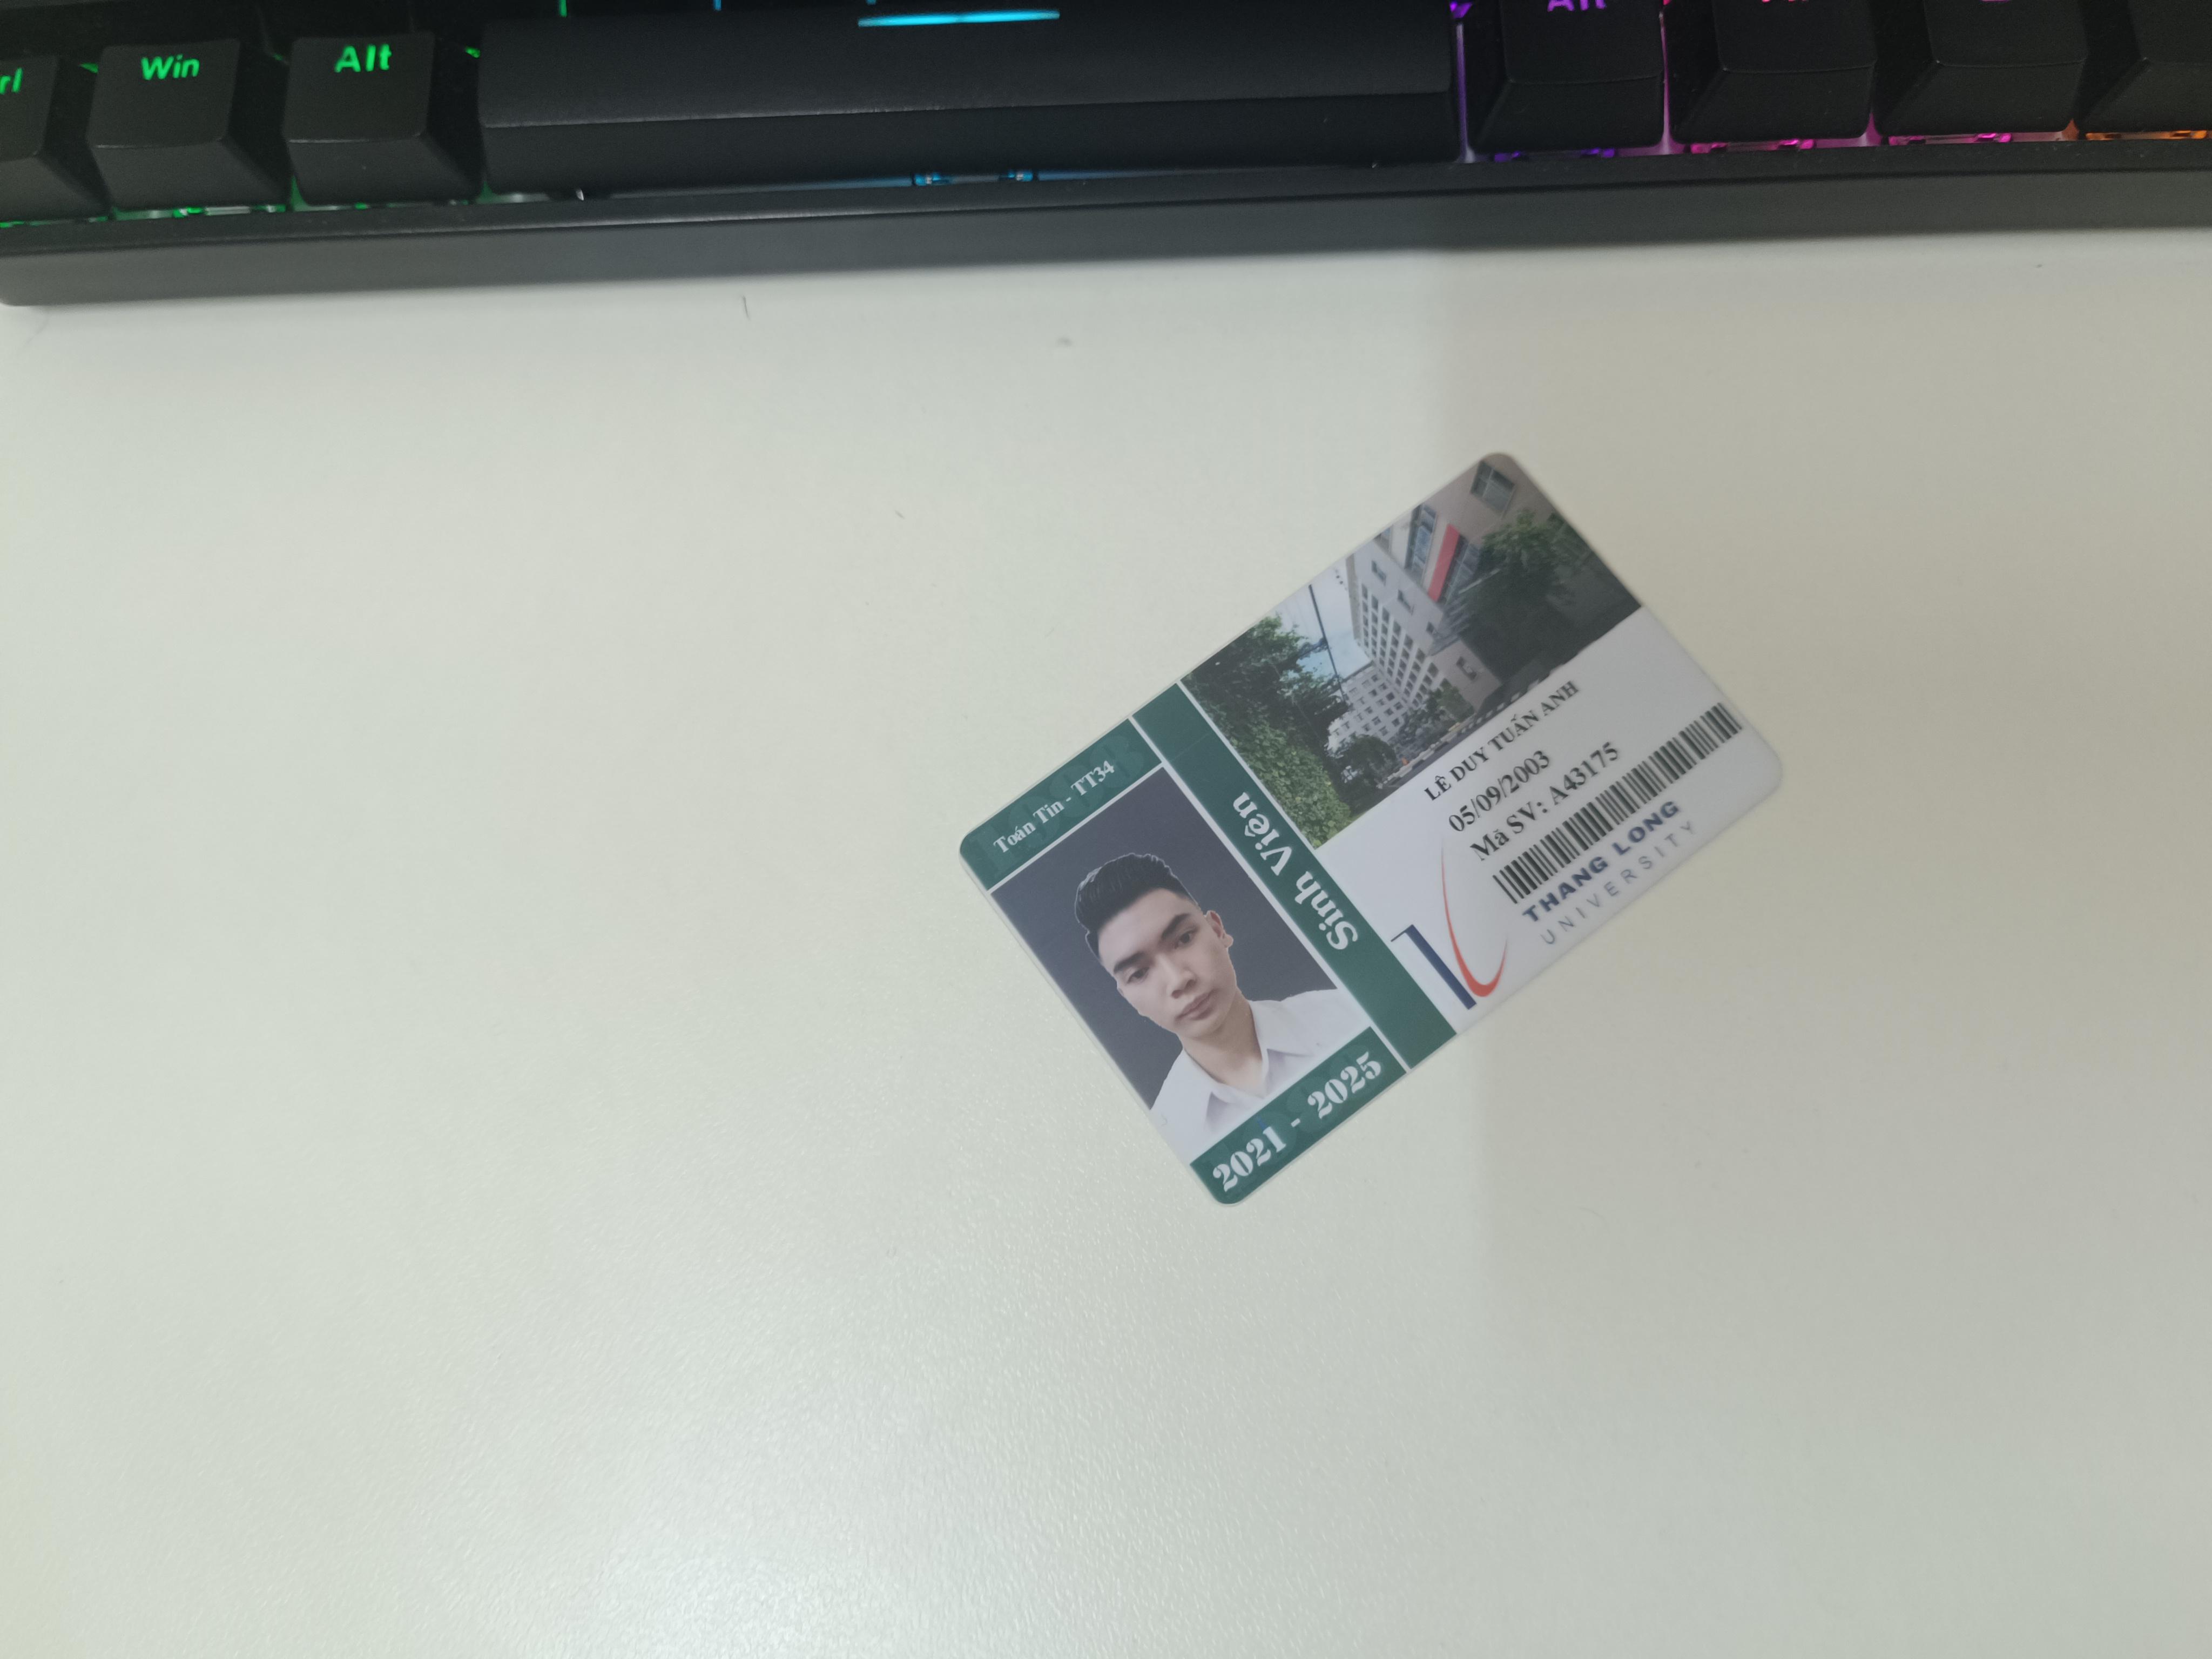 Win
Alt
Alt
Toán Tin - TT34
Sinh Viên
2021 - 2025
LÊ DUY TUẤN ANH
05/09/2003
Mã SV: A43175
THANG LONG
UNIVERSITY